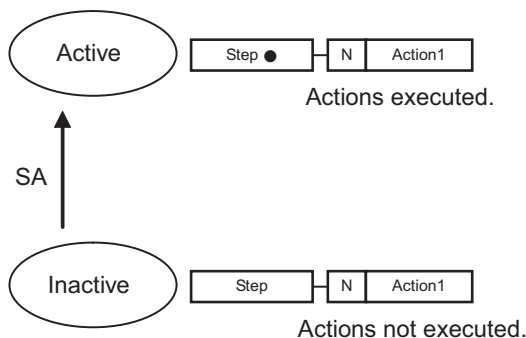 Active
Step ● N Action1
Actions executed.
SA
Inactive
Step N Action1
Actions not executed.